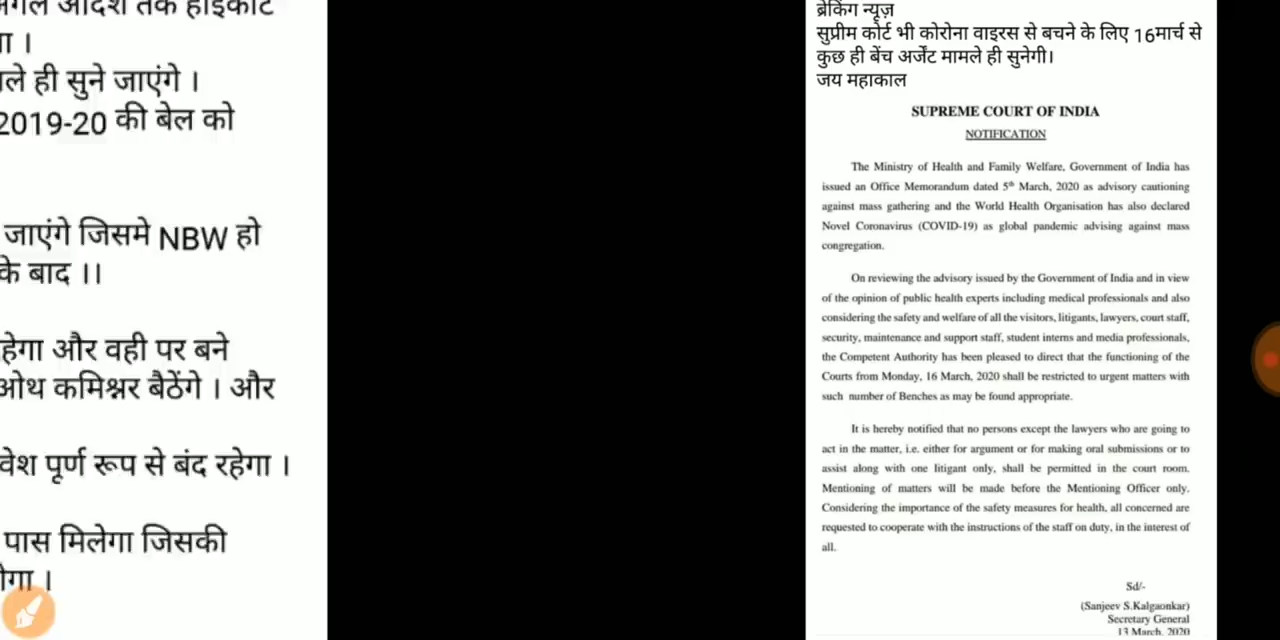 तक हाईकोर्ट
ले ही सुने जाएंगे ।
2019-20 की बेल को
जाएंगे जिसमे NBW हो
के बाद ।।
हेगा और वही पर बने
ओथ कमिश्नर बैठेंगे । और
वेश पूर्ण रूप से बंद रहेगा ।
पास मिलेगा जिसकी
ब्रेकिंग न्यूज़
सुप्रीम कोर्ट भी कोरोना वाइरस से बचने के लिए 16मार्च से
कुछ ही बेंच अर्जेंट मामले ही सुनेगी।
जय महाकाल
SUPREME COURT OF INDIA
NOTIFICATION
The Ministry of Health and Family Welfare, Government of India has
issued an Office Memorandum dated 5th March, 2020 as advisory cautioning
against mass gathering and the World Health Organisation has also declared
Novel Coronavirus (COVID-19) as global pandemic advising against mass
congregation.
On reviewing the advisory issued by the Government of India and in view
of the opinion of public health experts including medical professionals and also
considering the safety and welfare of all the visitors, litigants, lawyers, court staff,
security, maintenance and support staff, student interns and media professionals,
the Competent Authority has been pleased to direct that the functioning of the
Courts from Monday, 16 March, 2020 shall be restricted to urgent matters with
such number of Benches as may be found appropriate.
It is hereby notified that no persons except the lawyers who are going to
act in the matter, i.e. either for argument or for making oral submissions or to
assist along with one litigant only, shall be permitted in the court room.
Mentioning of matters will be made before the Mentioning Officer only.
Considering the importance of the safety measures for health, all concerned are
requested to cooperate with the instructions of the staff on duty, in the interest of
all.
Sd/-
(Sanjeev S.Kalgaonkar)
Secretary General
13 March, 2020